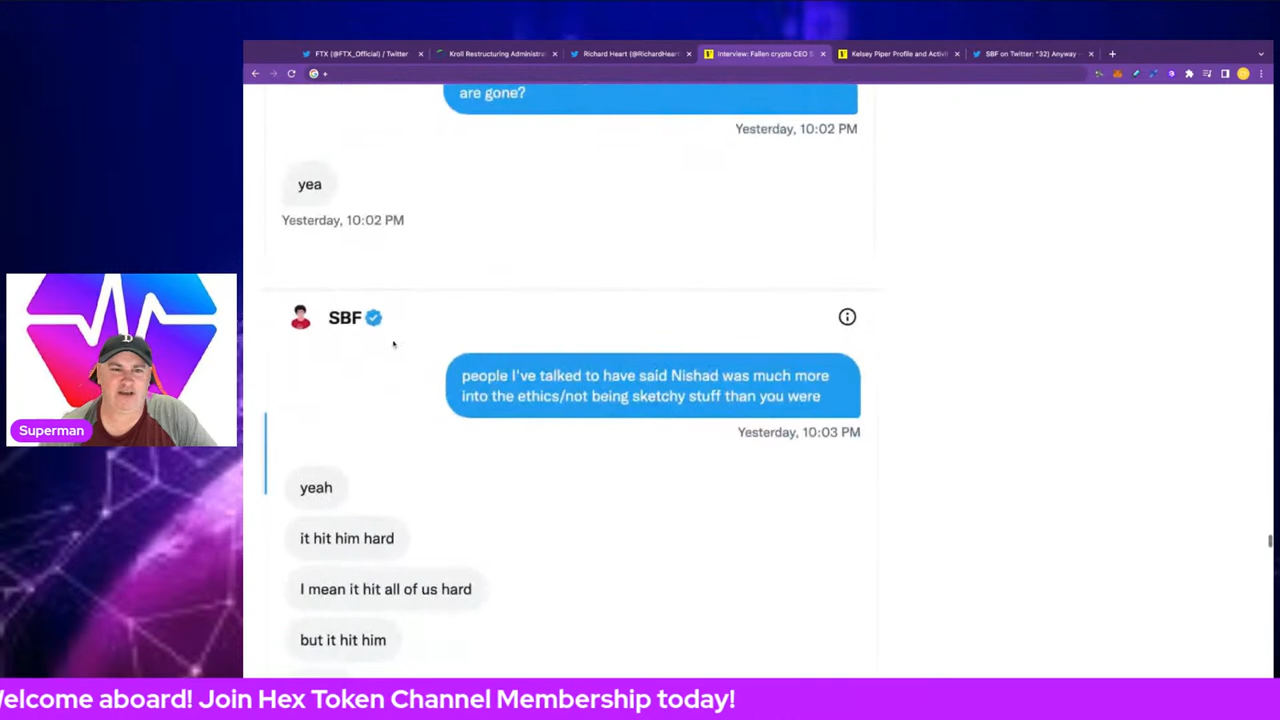 FTX (@FTX_Official) / Twitter
Kroll Restructuring Administra
Richard Heart (@RichardHeart
Interview: Fallen crypto CEO S
Kelsey Piper Profile and Activi
SBF on Twitter: "32) Anyway
are gone?
Yesterday, 10:02 PM
yea
Yesterday, 10:02 PM
SBF
people I've talked to have said Nishad was much more
into the ethics/not being sketchy stuff than you were
Yesterday, 10:03 PM
yeah
it hit him hard
I mean it hit all of us hard
but it hit him
Superman
Welcome aboard! Join Hex Token Channel Membership today!